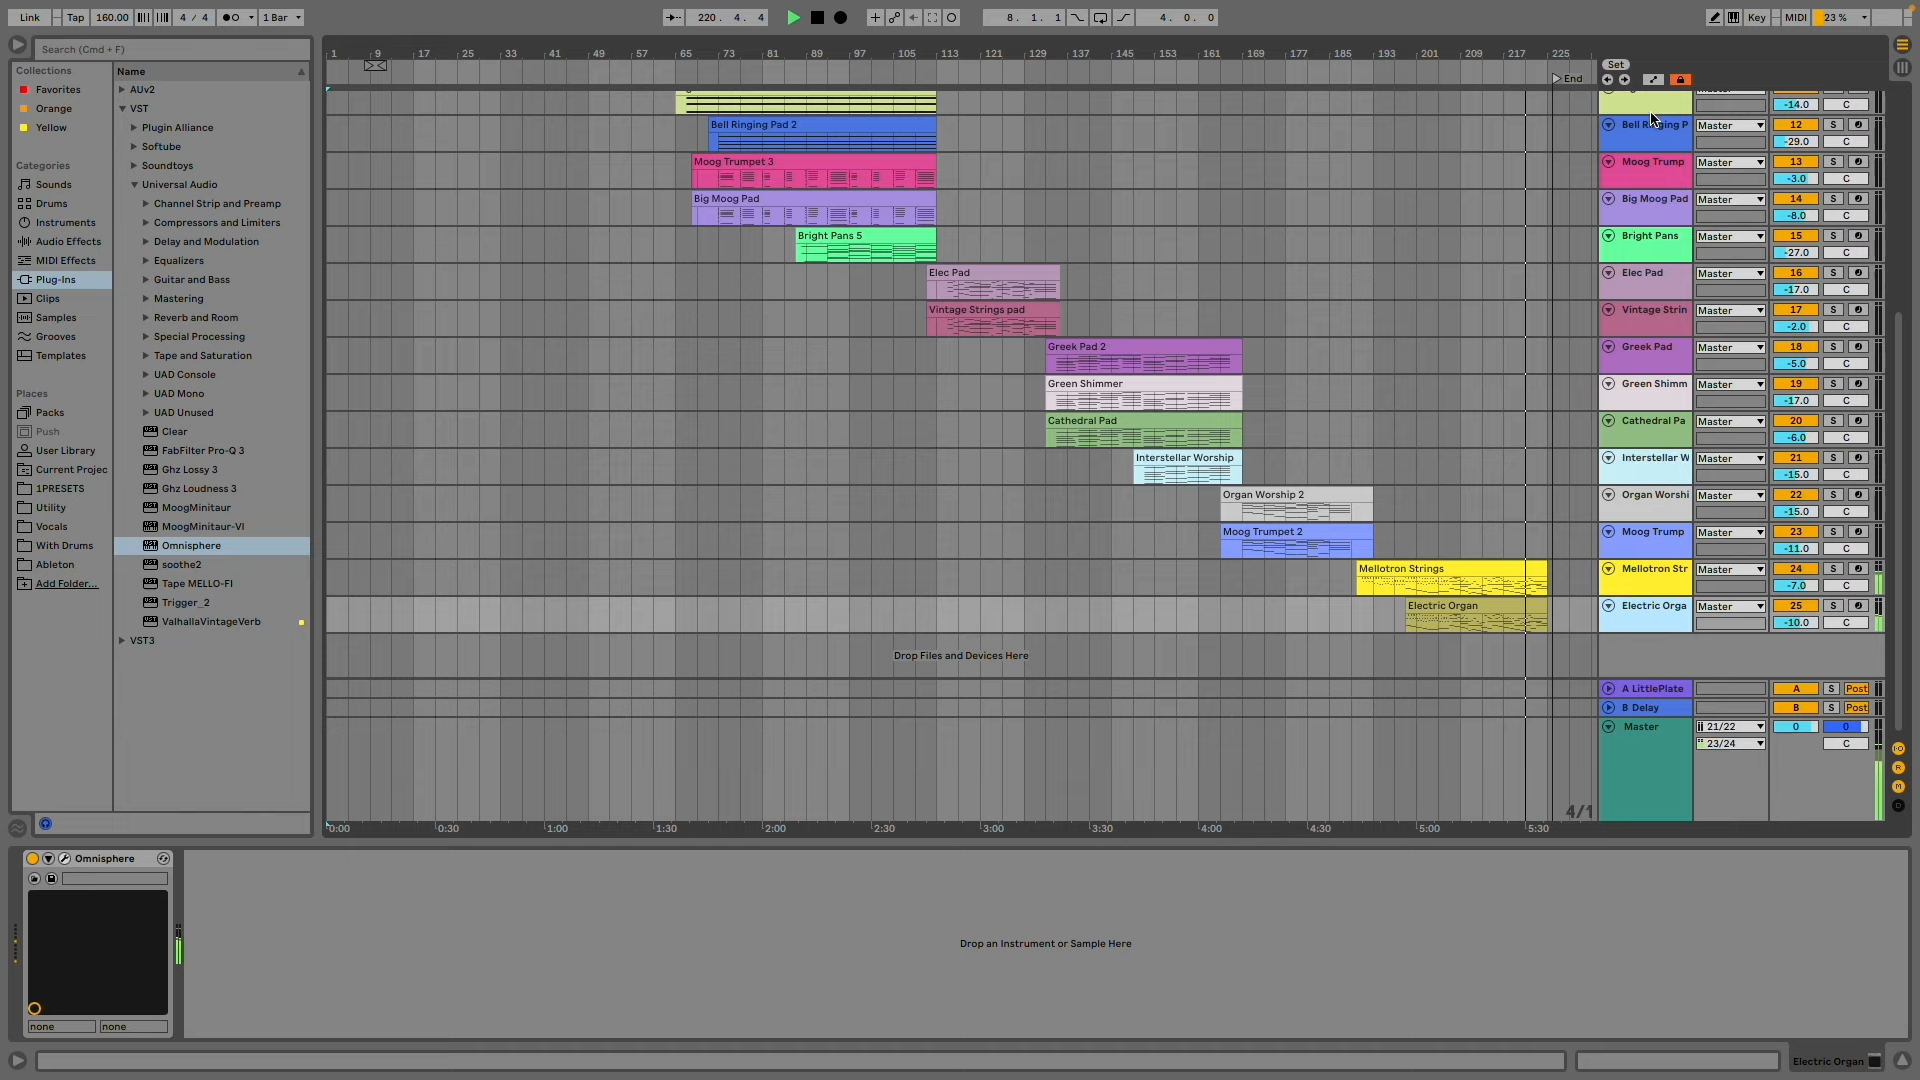 Link Tap 160.00 4 / 4 1 Bar 220. 4. 4 8. 1. 1 4. 0. 0 Key MIDI 23 %
Search (Cmd + F)
Collections
Favorites
Orange
Yellow
Categories
Sounds
Drums
Instruments
Audio Effects
MIDI Effects
Plug-Ins
Clips
Samples
Grooves
Templates
Places
Packs
Push
User Library
Current Projec
1PRESETS
Utility
Vocals
With Drums
Ableton
Add Folder...
Name
AUv2
VST
Plugin Alliance
Softube
Soundtoys
Universal Audio
Channel Strip and Preamp
Compressors and Limiters
Delay and Modulation
Equalizers
Guitar and Bass
Mastering
Reverb and Room
Special Processing
Tape and Saturation
UAD Console
UAD Mono
UAD Unused
Clear
FabFilter Pro-Q 3
Ghz Lossy 3
Ghz Loudness 3
MoogMinitaur
MoogMinitaur-VI
Omnisphere
soothe2
Tape MELLO-FI
Trigger_2
ValhallaVintageVerb
VST3
1 9 17 25 33 41 49 57 65 73 81 89 97 105 113 121 129 137 145 153 161 169 177 185 193 201 209 217 225
Set
End
-14.0 C
Bell Ringing Pad 2
Master 12 S
-29.0 C
Moog Trumpet 3
Moog Trump Master 13 S
-3.0 C
Big Moog Pad
Big Moog Pad Master 14 S
-8.0 C
Bright Pans 5
Bright Pans Master 15 S
-27.0 C
Elec Pad
Elec Pad Master 16 S
-17.0 C
Vintage Strings pad
Vintage Strin Master 17 S
-2.0 C
Greek Pad 2
Greek Pad Master 18 S
-5.0 C
Green Shimmer
Green Shimm Master 19 S
-17.0 C
Cathedral Pad
Cathedral Pa Master 20 S
-6.0 C
Interstellar Worship
Interstellar W Master 21 S
-15.0 C
Organ Worship 2
Organ Worshi Master 22 S
-15.0 C
Moog Trumpet 2
Moog Trump Master 23 S
-11.0 C
Mellotron Strings
Mellotron Str Master 24 S
-7.0 C
Electric Organ
Electric Orga Master 25 S
-10.0 C
Drop Files and Devices Here
A LittlePlate A S Post
B Delay B S Post
Master 21/22 0 0
23/24 C
4/1
0:00 0:30 1:00 1:30 2:00 2:30 3:00 3:30 4:00 4:30 5:00 5:30
Omnisphere
none none
Drop an Instrument or Sample Here
Electric Organ